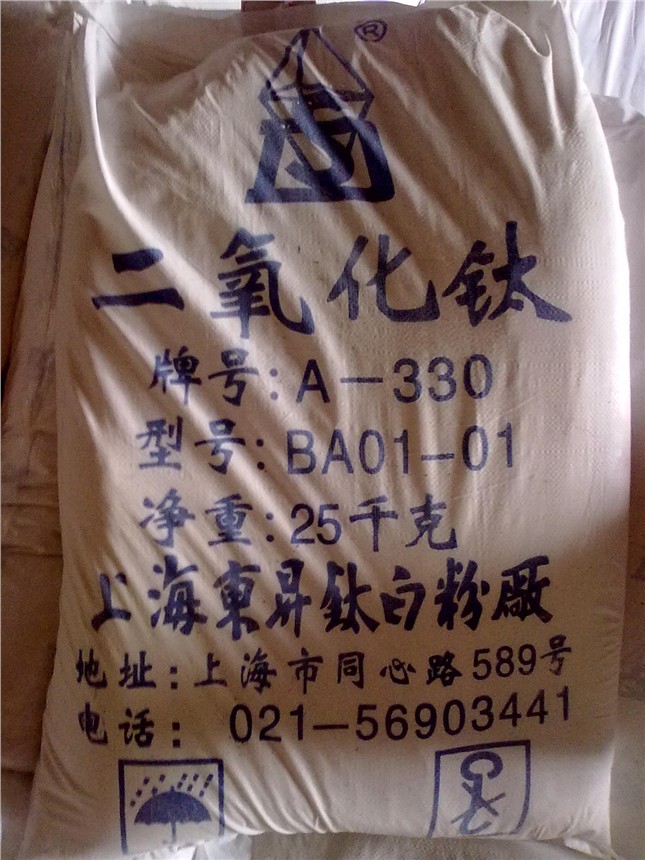 ®
二氧化钛
牌号:A-330
型号:BA01-01
净重:25千克
上海東昇钛白粉廠
地址:上海市同心路589号
电话:021-56903441